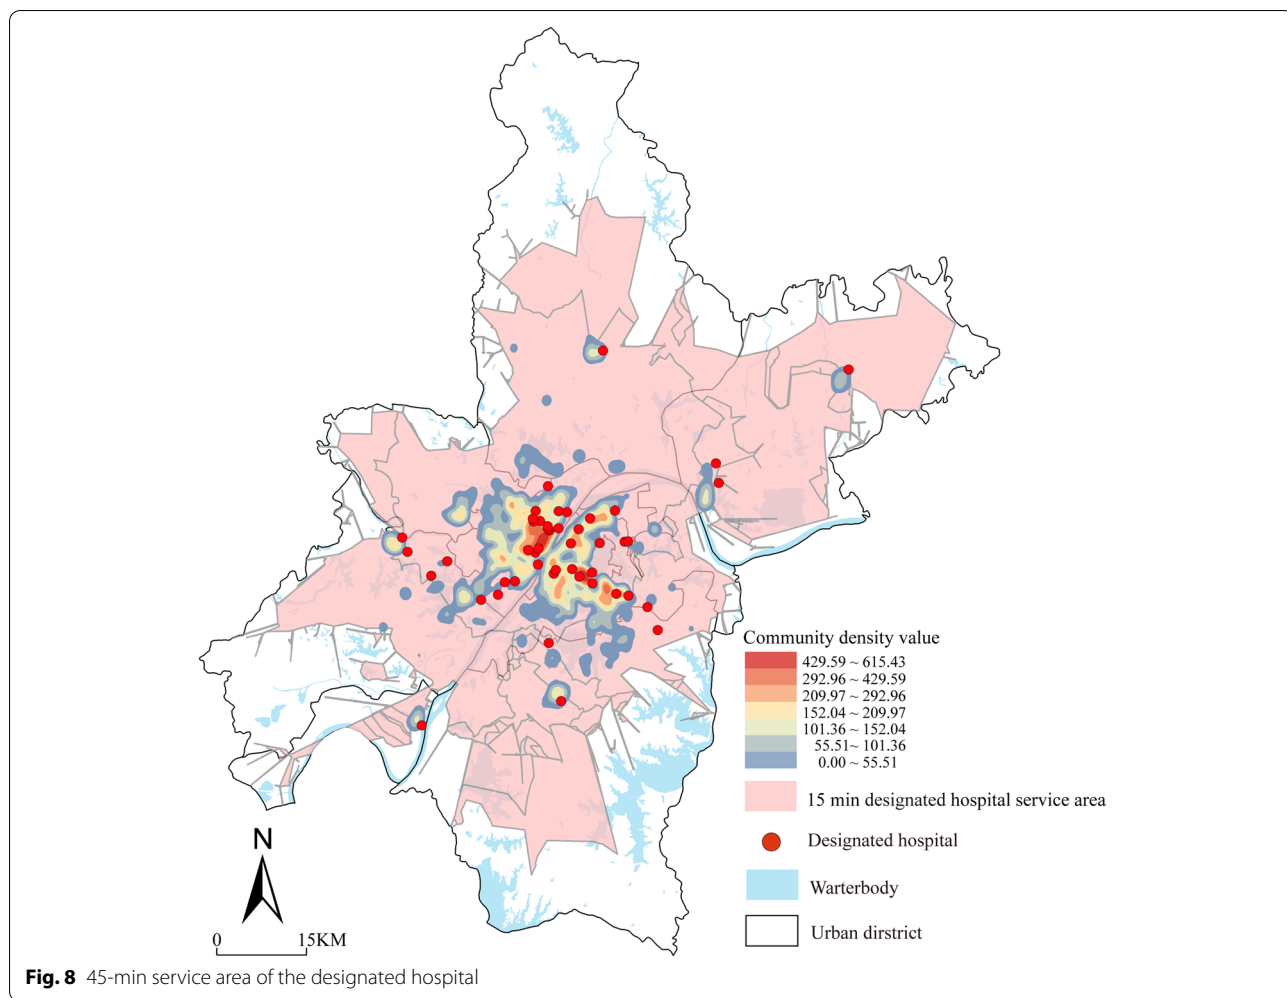 Community density value
429.59 ~ 615.43
292.96 ~ 429.59
209.97 ~ 292.96
152.04 ~ 209.97
101.36 ~ 152.04
55.51~ 101.36
0.00 ~ 55.51
15 min designated hospital service area
Designated hospital
Warterbody
Urban dirstrict
N
0 15KM
Fig. 8 45-min service area of the designated hospital